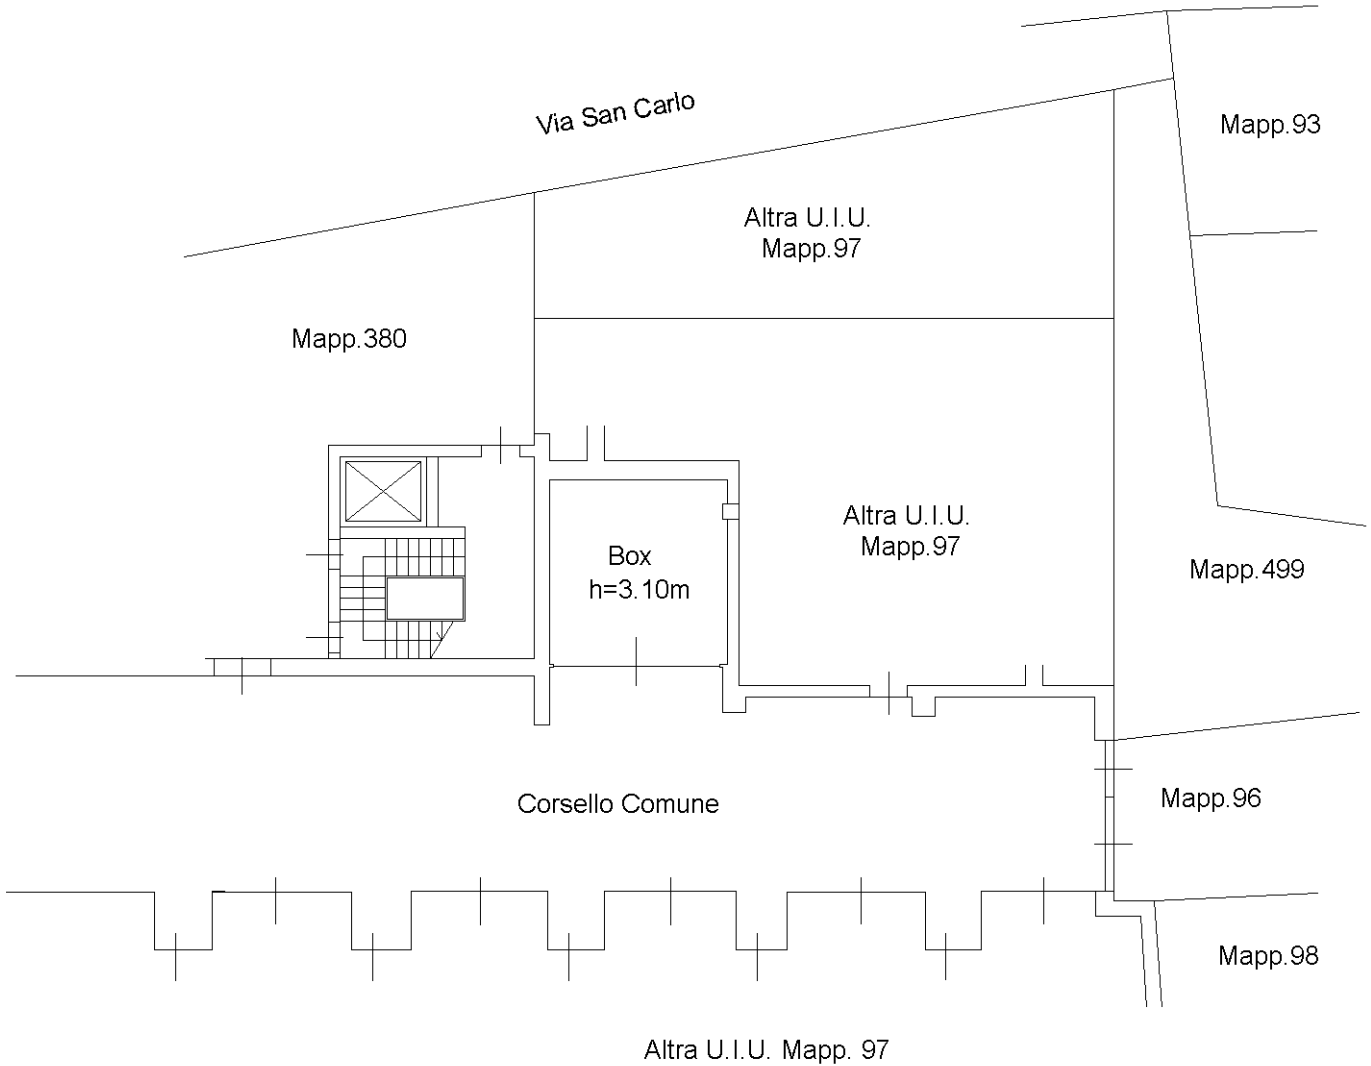 Via San Carlo
Mapp.93
Altra U.I.U.
Mapp.97
Mapp.380
Altra U.I.U.
Mapp.97
Box
h=3.10m
Mapp.499
Corsello Comune
Mapp.96
Mapp.98
Altra U.I.U. Mapp. 97